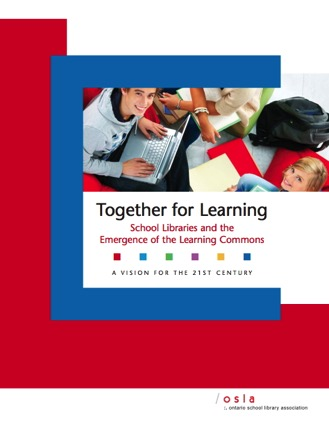 Together for Learning
School Libraries and the
Emergence of the Learning Commons
A VISION FOR THE 21ST CENTURY
osla
ontario school library association